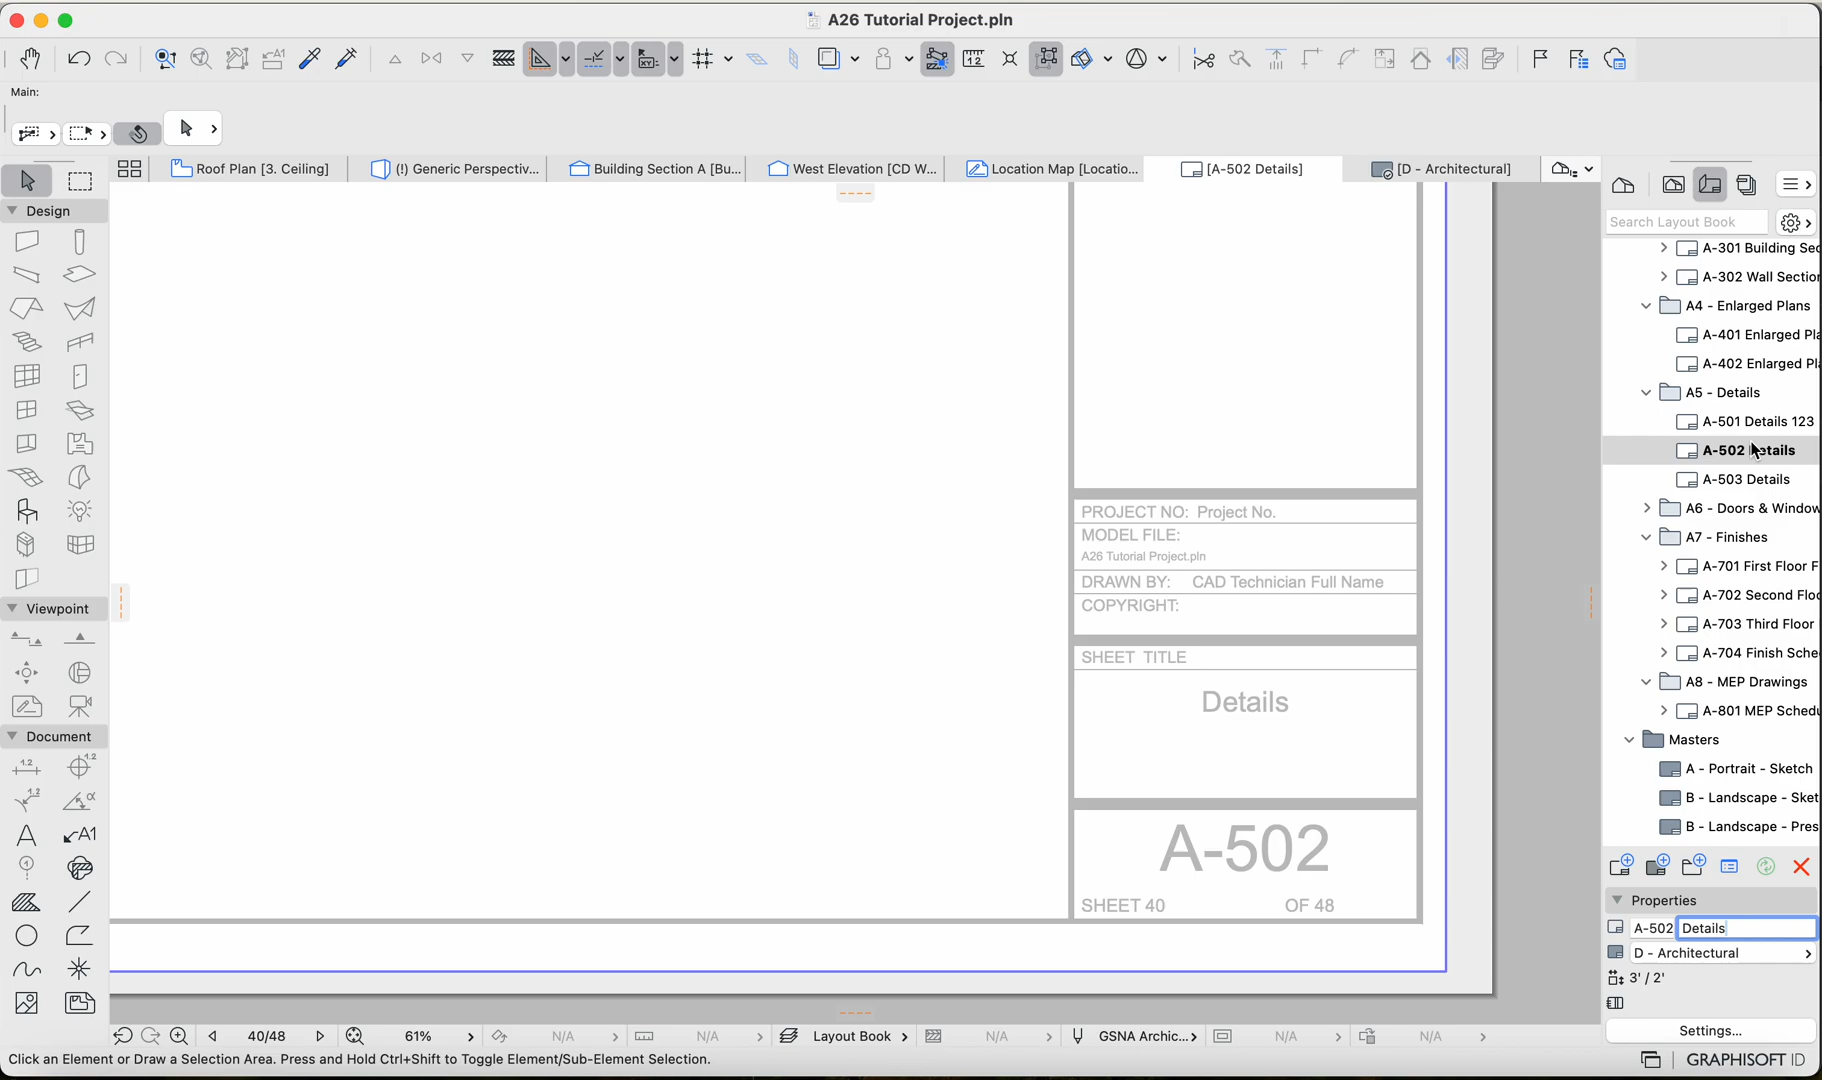 A26 Tutorial Project.pln
Main:
Roof Plan [3. Ceiling]
(!) Generic Perspectiv...
Building Section A [Bu...
West Elevation [CD W...
Location Map [Locatio...
[A-502 Details]
[D - Architectural]
Design
Viewpoint
Document
Search Layout Book
A-301 Building Sec
A-302 Wall Section
A4 - Enlarged Plans
A-401 Enlarged Pla
A-402 Enlarged Pl
A5 - Details
A-501 Details 123
A-502 Details
A-503 Details
A6 - Doors & Window
A7 - Finishes
A-701 First Floor F
A-702 Second Floo
A-703 Third Floor
A-704 Finish Sche
A8 - MEP Drawings
A-801 MEP Schedu
Masters
A - Portrait - Sketch
B - Landscape - Sket
B - Landscape - Pres
PROJECT NO: Project No.
MODEL FILE:
A26 Tutorial Project.pln
DRAWN BY: CAD Technician Full Name
COPYRIGHT:
SHEET TITLE
Details
A-502
SHEET 40 OF 48
Properties
A-502 Details
D - Architectural
3' / 2'
Settings...
40/48
61%
N/A
N/A
Layout Book
N/A
GSNA Archic...
N/A
N/A
Click an Element or Draw a Selection Area. Press and Hold Ctrl+Shift to Toggle Element/Sub-Element Selection.
GRAPHISOFT ID